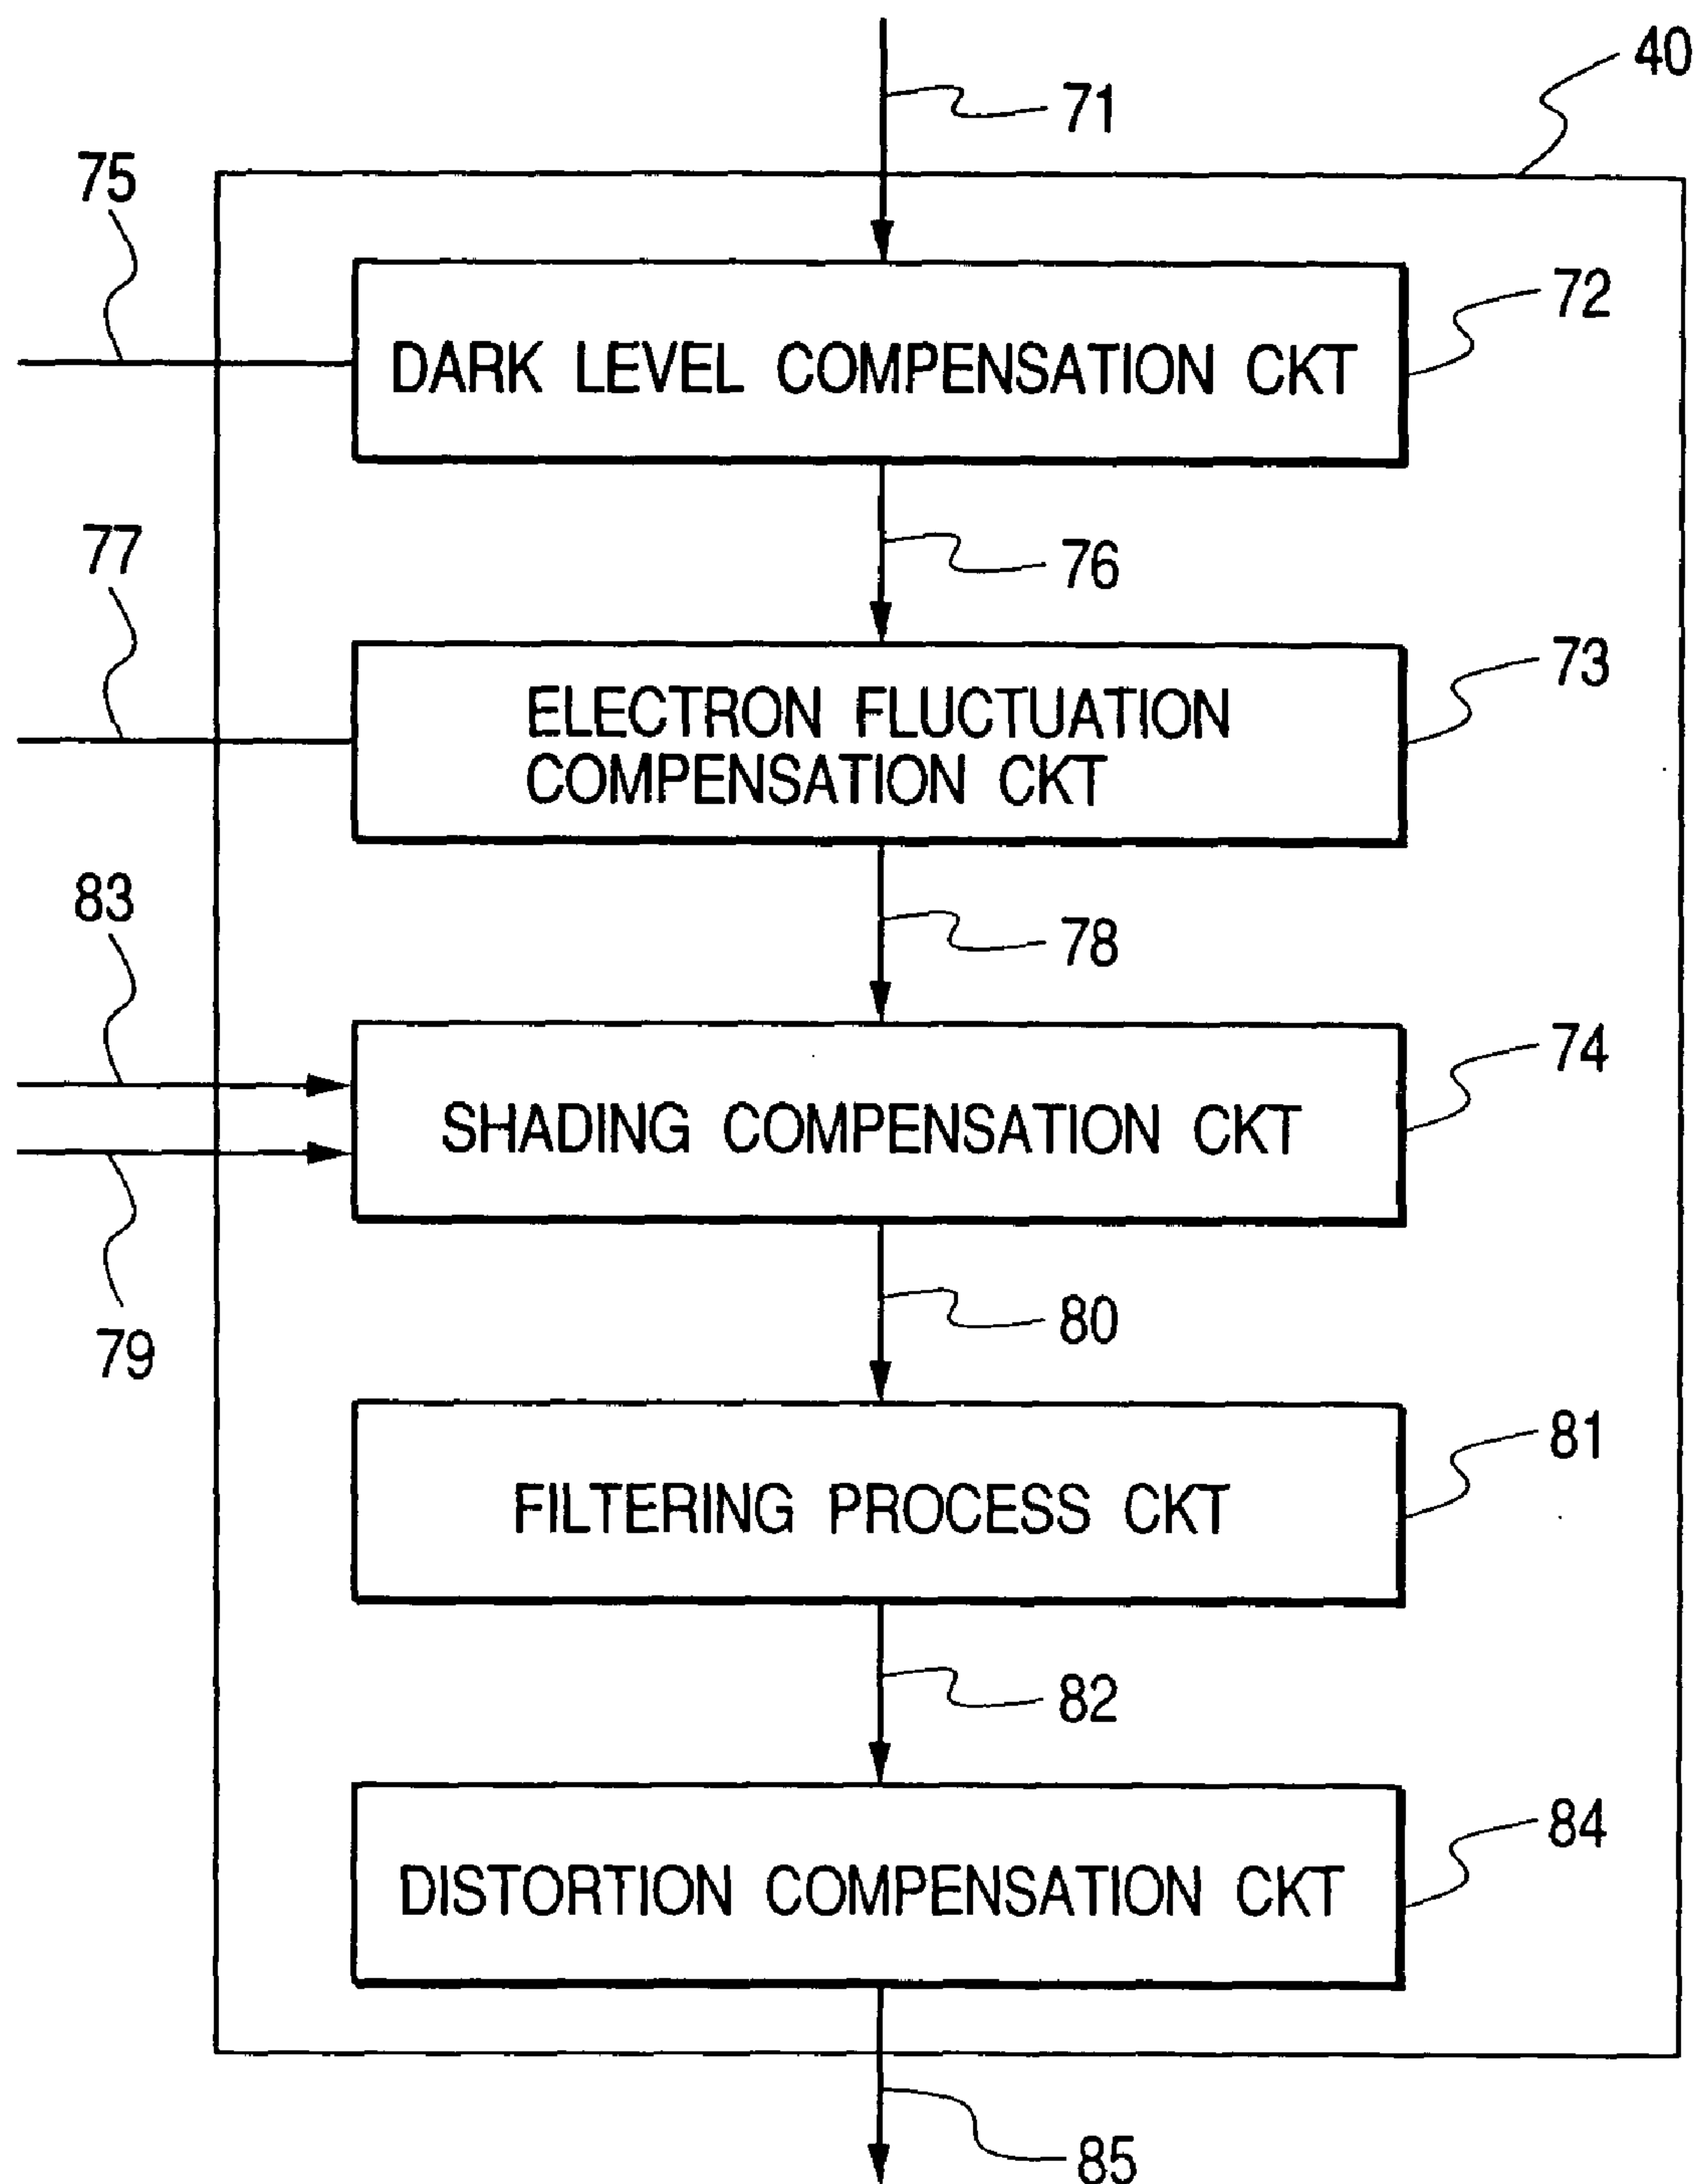 40
71
75
72
DARK LEVEL COMPENSATION CKT
76
77
73
ELECTRON FLUCTUATION
COMPENSATION CKT
78
83
74
SHADING COMPENSATION CKT
79
80
81
FILTERING PROCESS CKT
82
84
DISTORTION COMPENSATION CKT
85